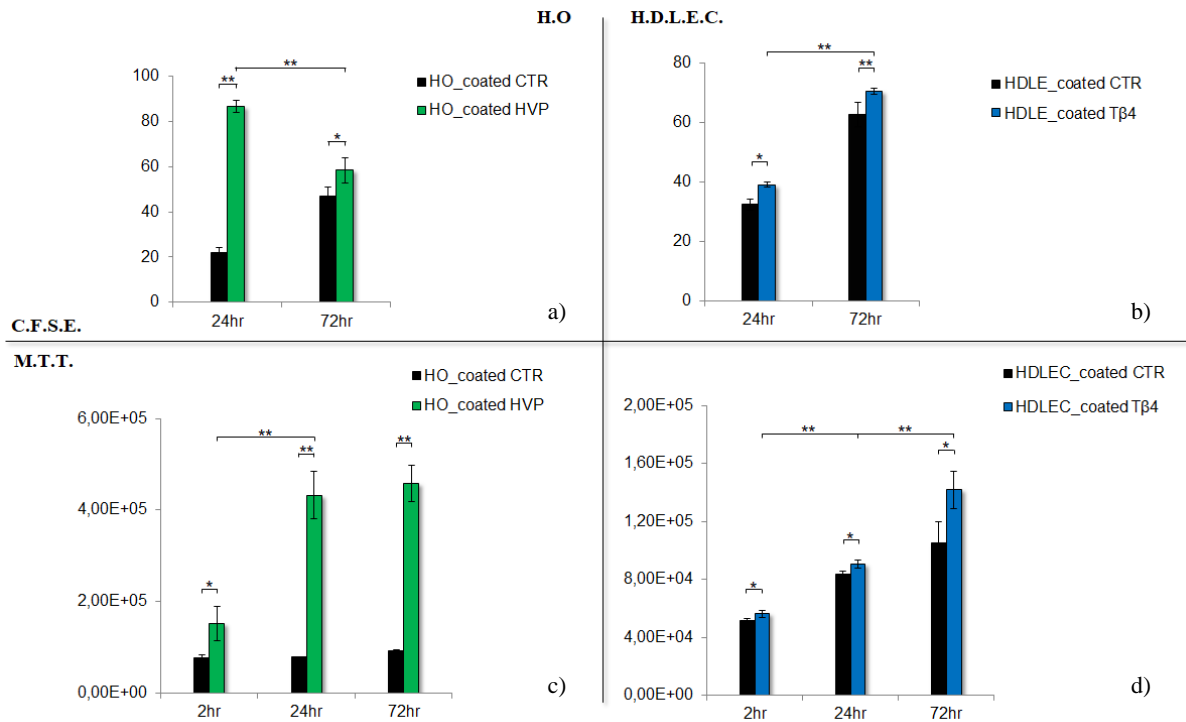 H.O
H.D.L.E.C.
**
**
*
HO_coated CTR
HO_coated HVP
100
80
60
40
20
0
24hr
72hr
a)
C.F.S.E.
**
**
*
HDLE_coated CTR
HDLE_coated Tβ4
80
60
40
20
0
24hr
72hr
b)
M.T.T.
HO_coated CTR
HO_coated HVP
**
**
**
*
6,00E+05
4,00E+05
2,00E+05
0,00E+00
2hr
24hr
72hr
c)
HDLEC_coated CTR
HDLEC_coated Tβ4
**
**
*
*
*
2,00E+05
1,60E+05
1,20E+05
8,00E+04
4,00E+04
0,00E+00
2hr
24hr
72hr
d)